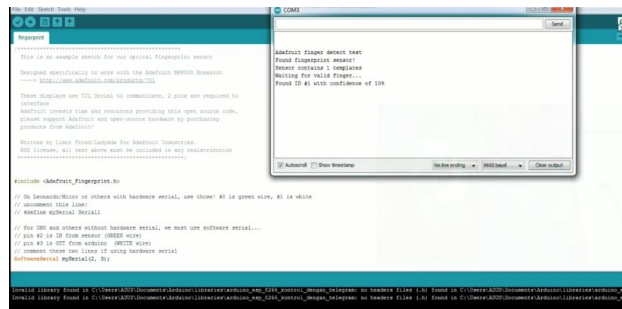 File Edit Sketch Tools Help
fingerprint
/***************************************************
This is an example sketch for our optical Fingerprint sensor
Designed specifically to work with the Adafruit BMP085 Breakout
----> http://www.adafruit.com/products/751
These displays use TTL Serial to communicate, 2 pins are required to
interface
Adafruit invests time and resources providing this open source code,
please support Adafruit and open-source hardware by purchasing
products from Adafruit!
Written by Limor Fried/Ladyada for Adafruit Industries.
BSD license, all text above must be included in any redistribution
****************************************************/
#include <Adafruit_Fingerprint.h>
// On Leonardo/Micro or others with hardware serial, use those! #0 is green wire, #1 is white
// uncomment this line:
// #define mySerial Serial1
// For UNO and others without hardware serial, we must use software serial...
// pin #2 is IN from sensor (GREEN wire)
// pin #3 is OUT from arduino (WHITE wire)
// comment these two lines if using hardware serial
SoftwareSerial mySerial(2, 3);
COM3
Send
Adafruit finger detect test
Found fingerprint sensor!
Sensor contains 1 templates
Waiting for valid finger...
Found ID #1 with confidence of 109
Autoscroll Show timestamp No line ending 9600 baud Clear output
Invalid library found in C:\Users\ASUS\Documents\Arduino\libraries\arduino_esp_8266_kontrol_dengan_telegram: no headers files (.h) found in C:\Users\ASUS\Documents\Arduino\libraries\arduino_e
Invalid library found in C:\Users\ASUS\Documents\Arduino\libraries\arduino_esp_8266_kontrol_dengan_telegram: no headers files (.h) found in C:\Users\ASUS\Documents\Arduino\libraries\arduino_e